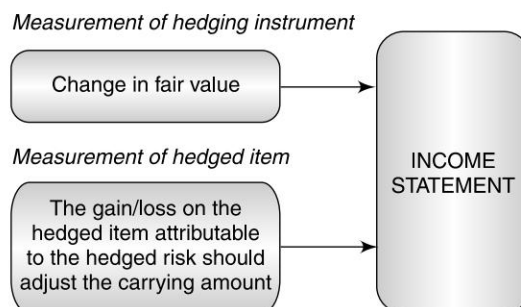 Measurement of hedging instrument
Change in fair value
Measurement of hedged item
The gain/loss on the
hedged item attributable
to the hedged risk should
adjust the carrying amount
INCOME
STATEMENT